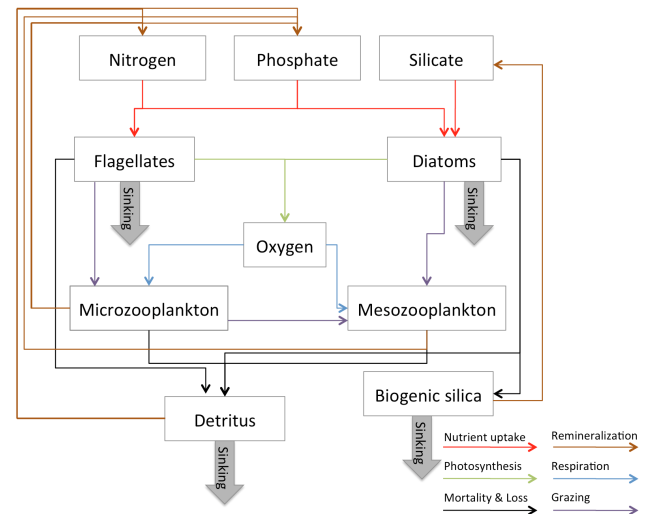 Nitrogen
Phosphate
Silicate
Flagellates
Diatoms
Sinking
Sinking
Oxygen
Microzooplankton
Mesozooplankton
Biogenic silica
Detritus
Sinking
Sinking
Nutrient uptake
Remineralization
Photosynthesis
Respiration
Mortality & Loss
Grazing